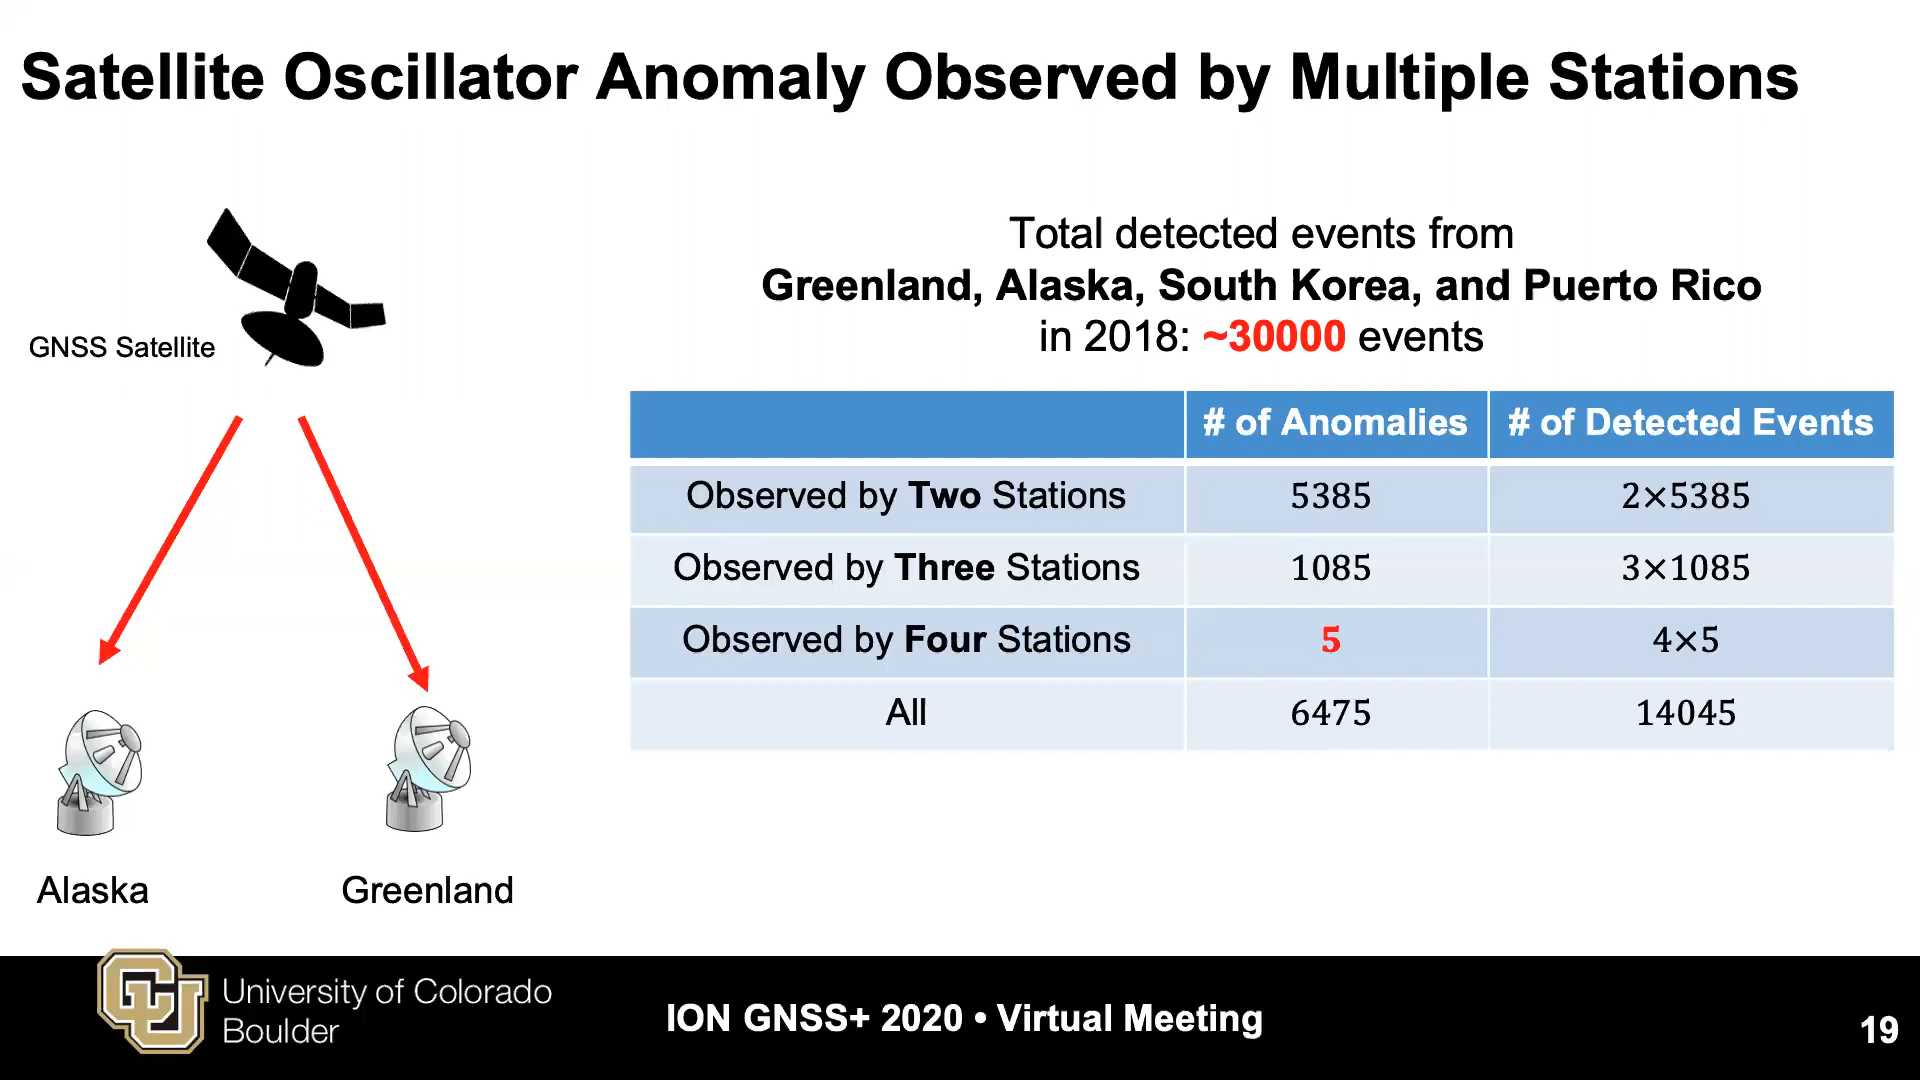 Satellite Oscillator Anomaly Observed by Multiple Stations
GNSS Satellite
Alaska
Greenland
Total detected events from
Greenland, Alaska, South Korea, and Puerto Rico
in 2018: ~30000 events
# of Anomalies # of Detected Events
Observed by Two Stations 5385 2×5385
Observed by Three Stations 1085 3×1085
Observed by Four Stations 5 4×5
All 6475 14045
CU
University of Colorado
Boulder
ION GNSS+ 2020 • Virtual Meeting
19